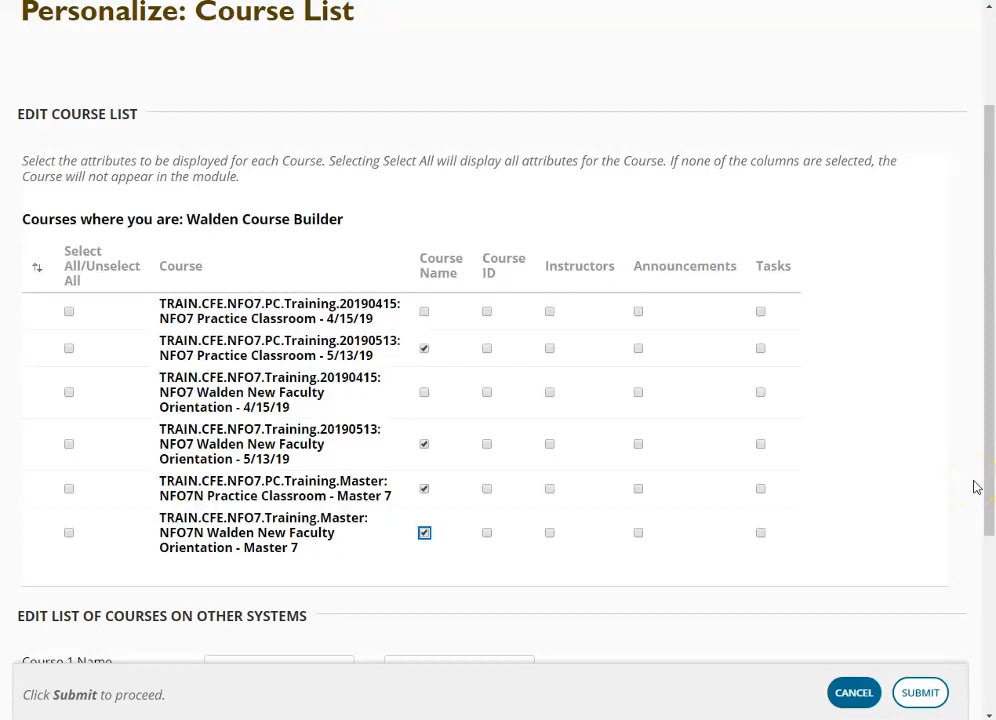 Personalize: Course List
EDIT COURSE LIST
Select the attributes to be displayed for each Course. Selecting Select All will display all attributes for the Course. If none of the columns are selected, the
Course will not appear in the module.
Courses where you are: Walden Course Builder
Select
All/Unselect
All
Course
Course
Name
Course
ID
Instructors
Announcements
Tasks
TRAIN.CFE.NFO7.PC.Training.20190415:
NFO7 Practice Classroom - 4/15/19
TRAIN.CFE.NFO7.PC.Training.20190513:
NFO7 Practice Classroom - 5/13/19
TRAIN.CFE.NFO7.Training.20190415:
NFO7 Walden New Faculty
Orientation - 4/15/19
TRAIN.CFE.NFO7.Training.20190513:
NFO7 Walden New Faculty
Orientation - 5/13/19
TRAIN.CFE.NFO7.PC.Training.Master:
NFO7N Practice Classroom - Master 7
TRAIN.CFE.NFO7.Training.Master:
NFO7N Walden New Faculty
Orientation - Master 7
EDIT LIST OF COURSES ON OTHER SYSTEMS
Course 1 Name
Click Submit to proceed.
CANCEL
SUBMIT